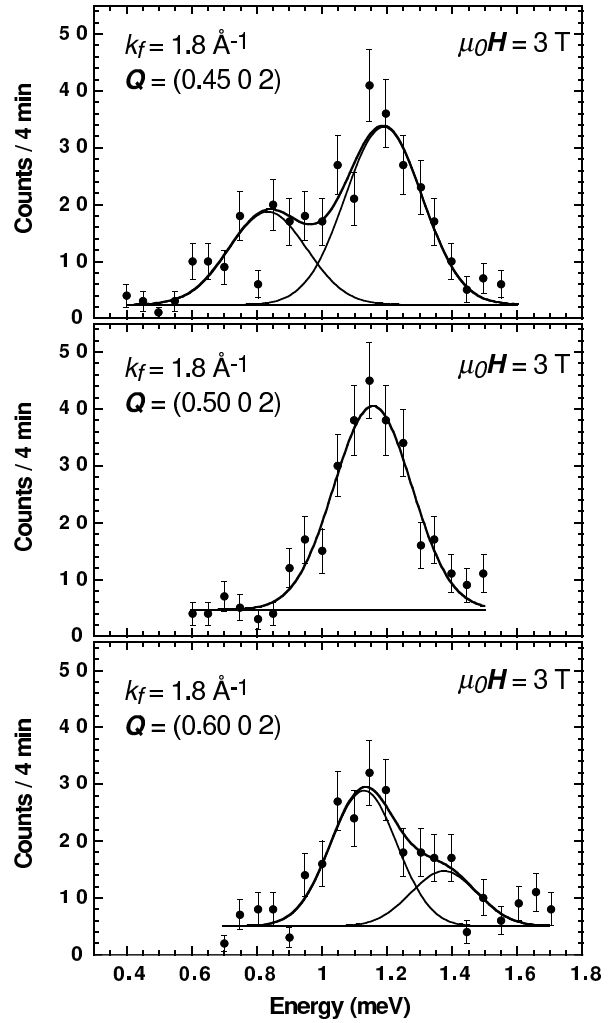 50
k_f = 1.8 Å-1
μ0H = 3 T
Q = (0.45 0 2)
40
30
20
10
0
Counts / 4 min
50
k_f = 1.8 Å-1
μ0H = 3 T
Q = (0.50 0 2)
40
30
20
10
0
Counts / 4 min
50
k_f = 1.8 Å-1
μ0H = 3 T
Q = (0.60 0 2)
40
30
20
10
0
Counts / 4 min
0.4 0.6 0.8 1 1.2 1.4 1.6 1.8
Energy (meV)